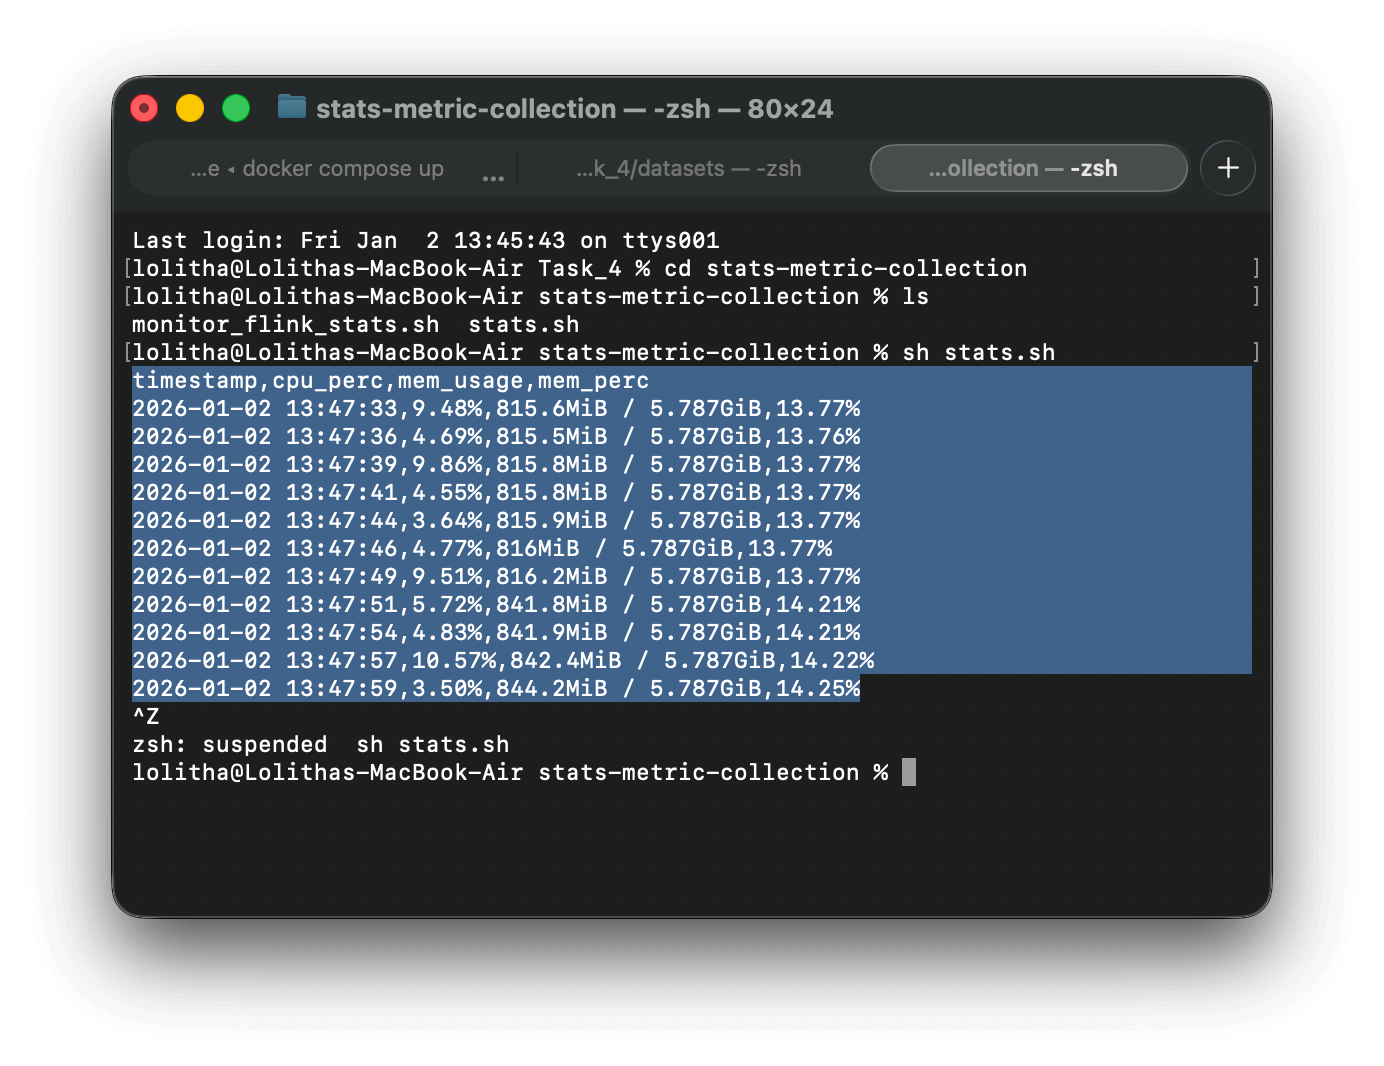 stats-metric-collection — -zsh — 80×24
...e ◂ docker compose up ...
...k_4/datasets — -zsh
...ollection — -zsh
+
Last login: Fri Jan  2 13:45:43 on ttys001
[lolitha@Lolithas-MacBook-Air Task_4 % cd stats-metric-collection ]
[lolitha@Lolithas-MacBook-Air stats-metric-collection % ls ]
monitor_flink_stats.sh  stats.sh
[lolitha@Lolithas-MacBook-Air stats-metric-collection % sh stats.sh ]
timestamp,cpu_perc,mem_usage,mem_perc
2026-01-02 13:47:33,9.48%,815.6MiB / 5.787GiB,13.77%
2026-01-02 13:47:36,4.69%,815.5MiB / 5.787GiB,13.76%
2026-01-02 13:47:39,9.86%,815.8MiB / 5.787GiB,13.77%
2026-01-02 13:47:41,4.55%,815.8MiB / 5.787GiB,13.77%
2026-01-02 13:47:44,3.64%,815.9MiB / 5.787GiB,13.77%
2026-01-02 13:47:46,4.77%,816MiB / 5.787GiB,13.77%
2026-01-02 13:47:49,9.51%,816.2MiB / 5.787GiB,13.77%
2026-01-02 13:47:51,5.72%,841.8MiB / 5.787GiB,14.21%
2026-01-02 13:47:54,4.83%,841.9MiB / 5.787GiB,14.21%
2026-01-02 13:47:57,10.57%,842.4MiB / 5.787GiB,14.22%
2026-01-02 13:47:59,3.50%,844.2MiB / 5.787GiB,14.25%
^Z
zsh: suspended  sh stats.sh
lolitha@Lolithas-MacBook-Air stats-metric-collection %